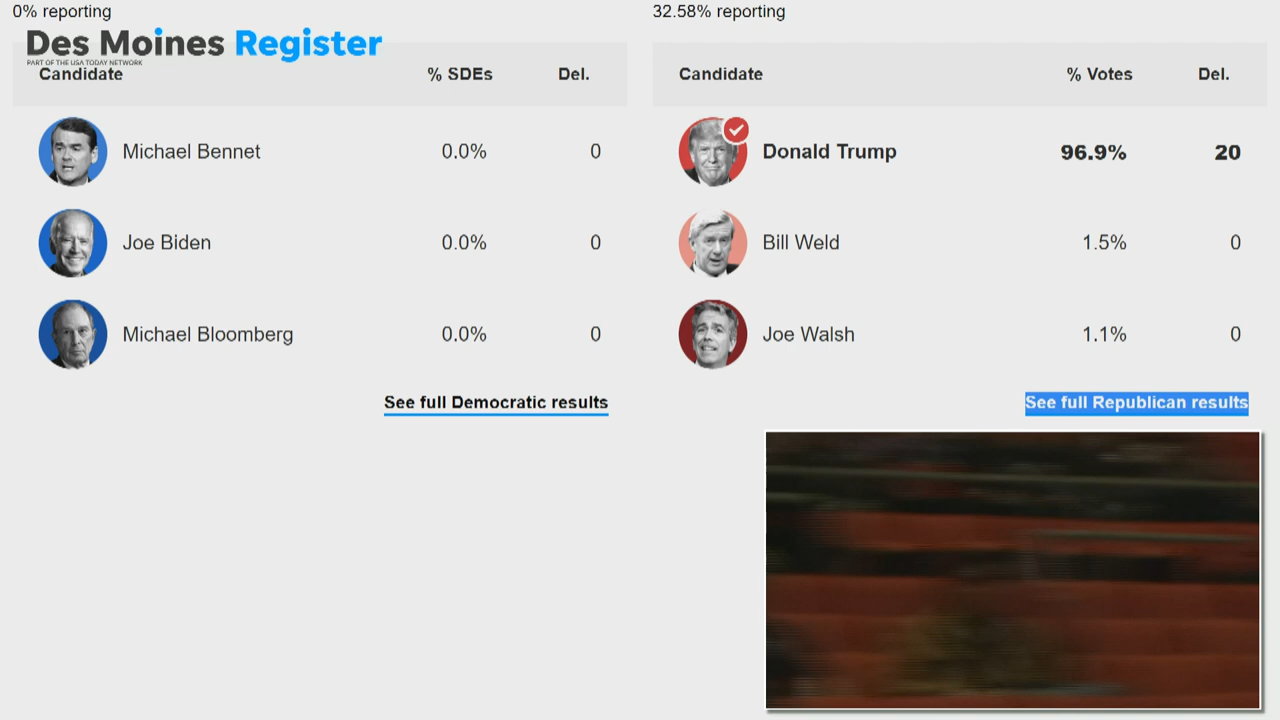 0% reporting
Des Moines Register
PART OF THE USA TODAY NETWORK
Candidate % SDEs Del.
Michael Bennet 0.0% 0
Joe Biden 0.0% 0
Michael Bloomberg 0.0% 0
See full Democratic results
32.58% reporting
Candidate % Votes Del.
Donald Trump 96.9% 20
Bill Weld 1.5% 0
Joe Walsh 1.1% 0
See full Republican results